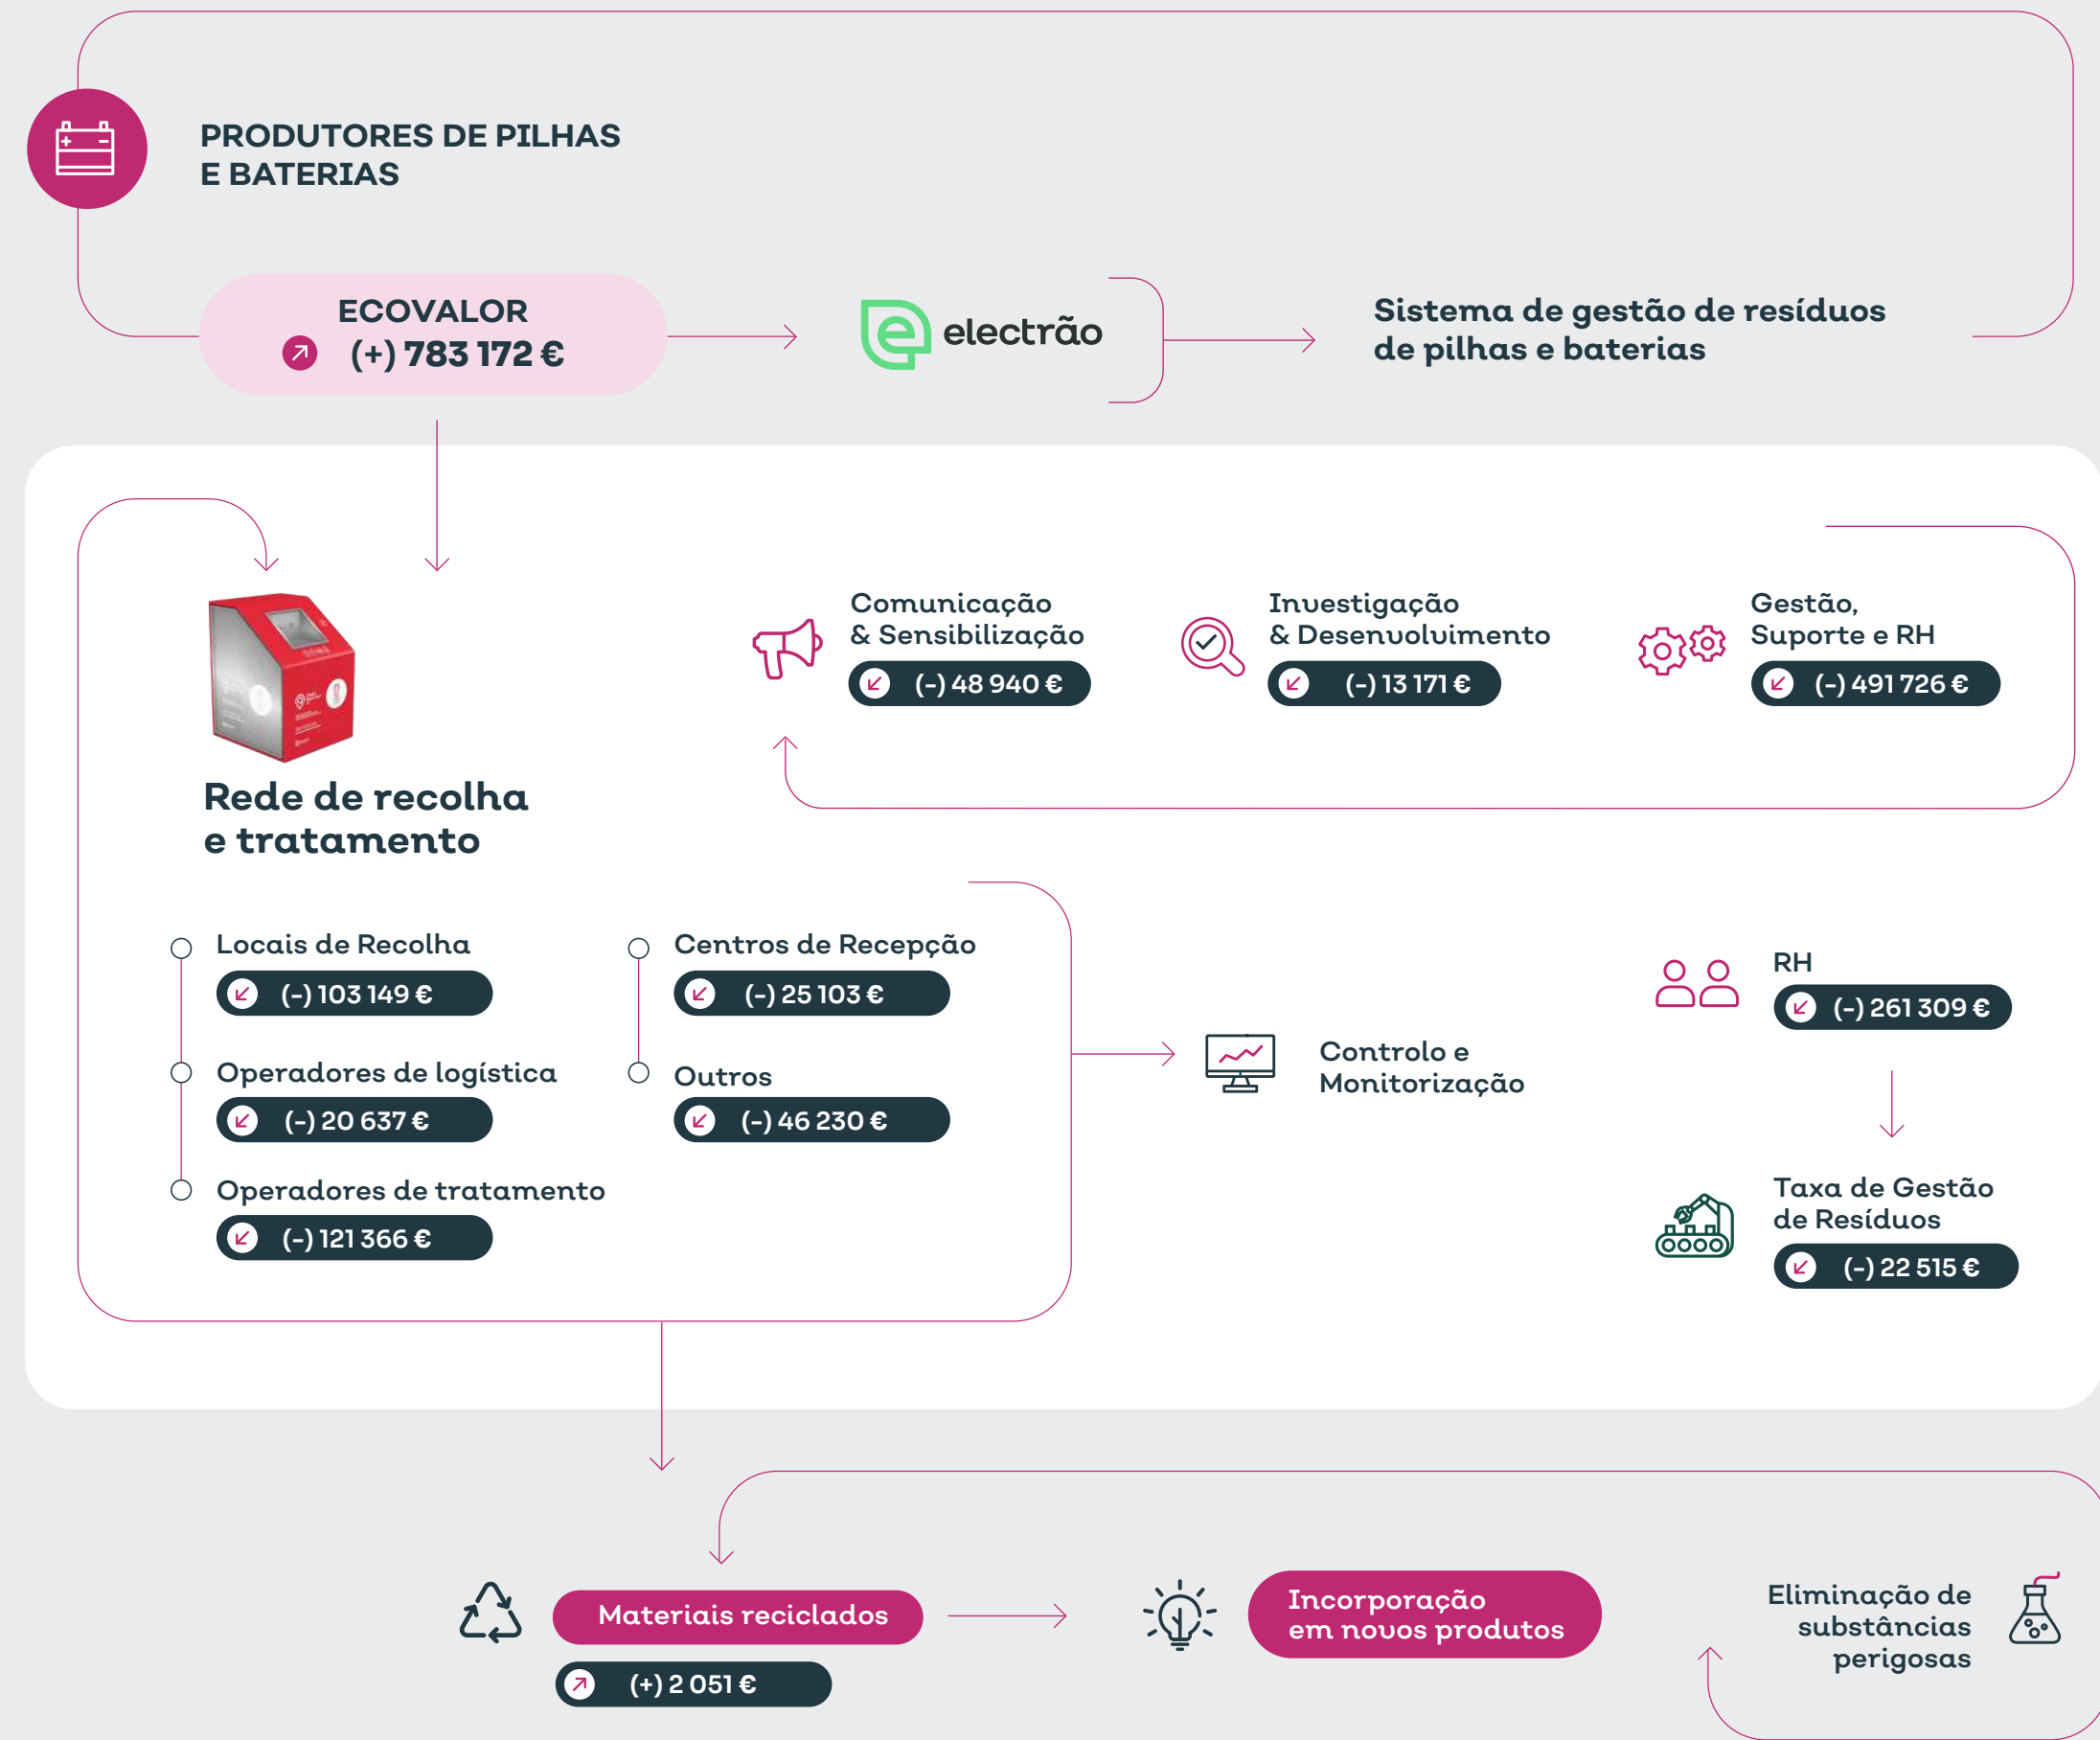 PRODUTORES DE PILHAS
E BATERIAS
ECOVALOR
(+) 783 172 €
electrão
Sistema de gestão de resíduos
de pilhas e baterias
Comunicação
& Sensibilização
(-) 48 940 €
Investigação
& Desenvolvimento
(-) 13 171 €
Gestão,
Suporte e RH
(-) 491 726 €
Rede de recolha
e tratamento
Locais de Recolha
(-) 103 149 €
Operadores de logística
(-) 20 637 €
Operadores de tratamento
(-) 121 366 €
Centros de Recepção
(-) 25 103 €
Outros
(-) 46 230 €
Controlo e
Monitorização
RH
(-) 261 309 €
Taxa de Gestão
de Resíduos
(-) 22 515 €
Materiais reciclados
(+) 2 051 €
Incorporação
em novos produtos
Eliminação de
substâncias
perigosas